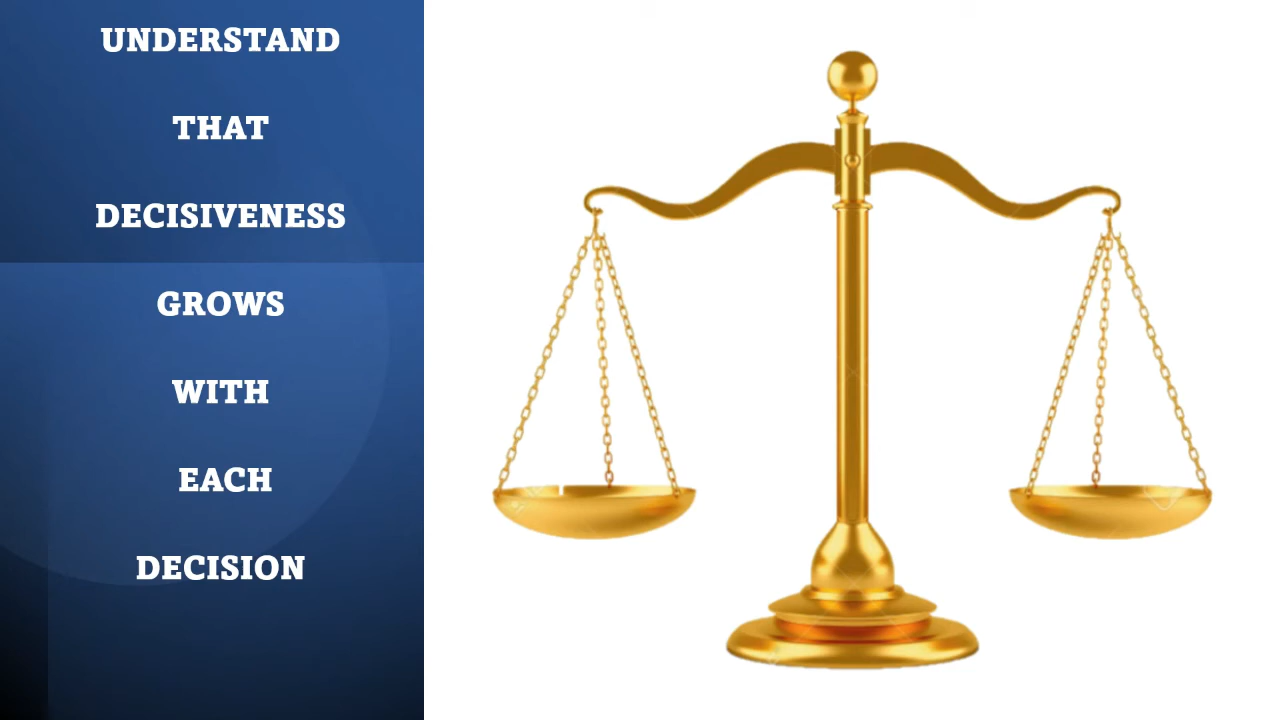 UNDERSTAND
THAT
DECISIVENESS
GROWS
WITH
EACH
DECISION